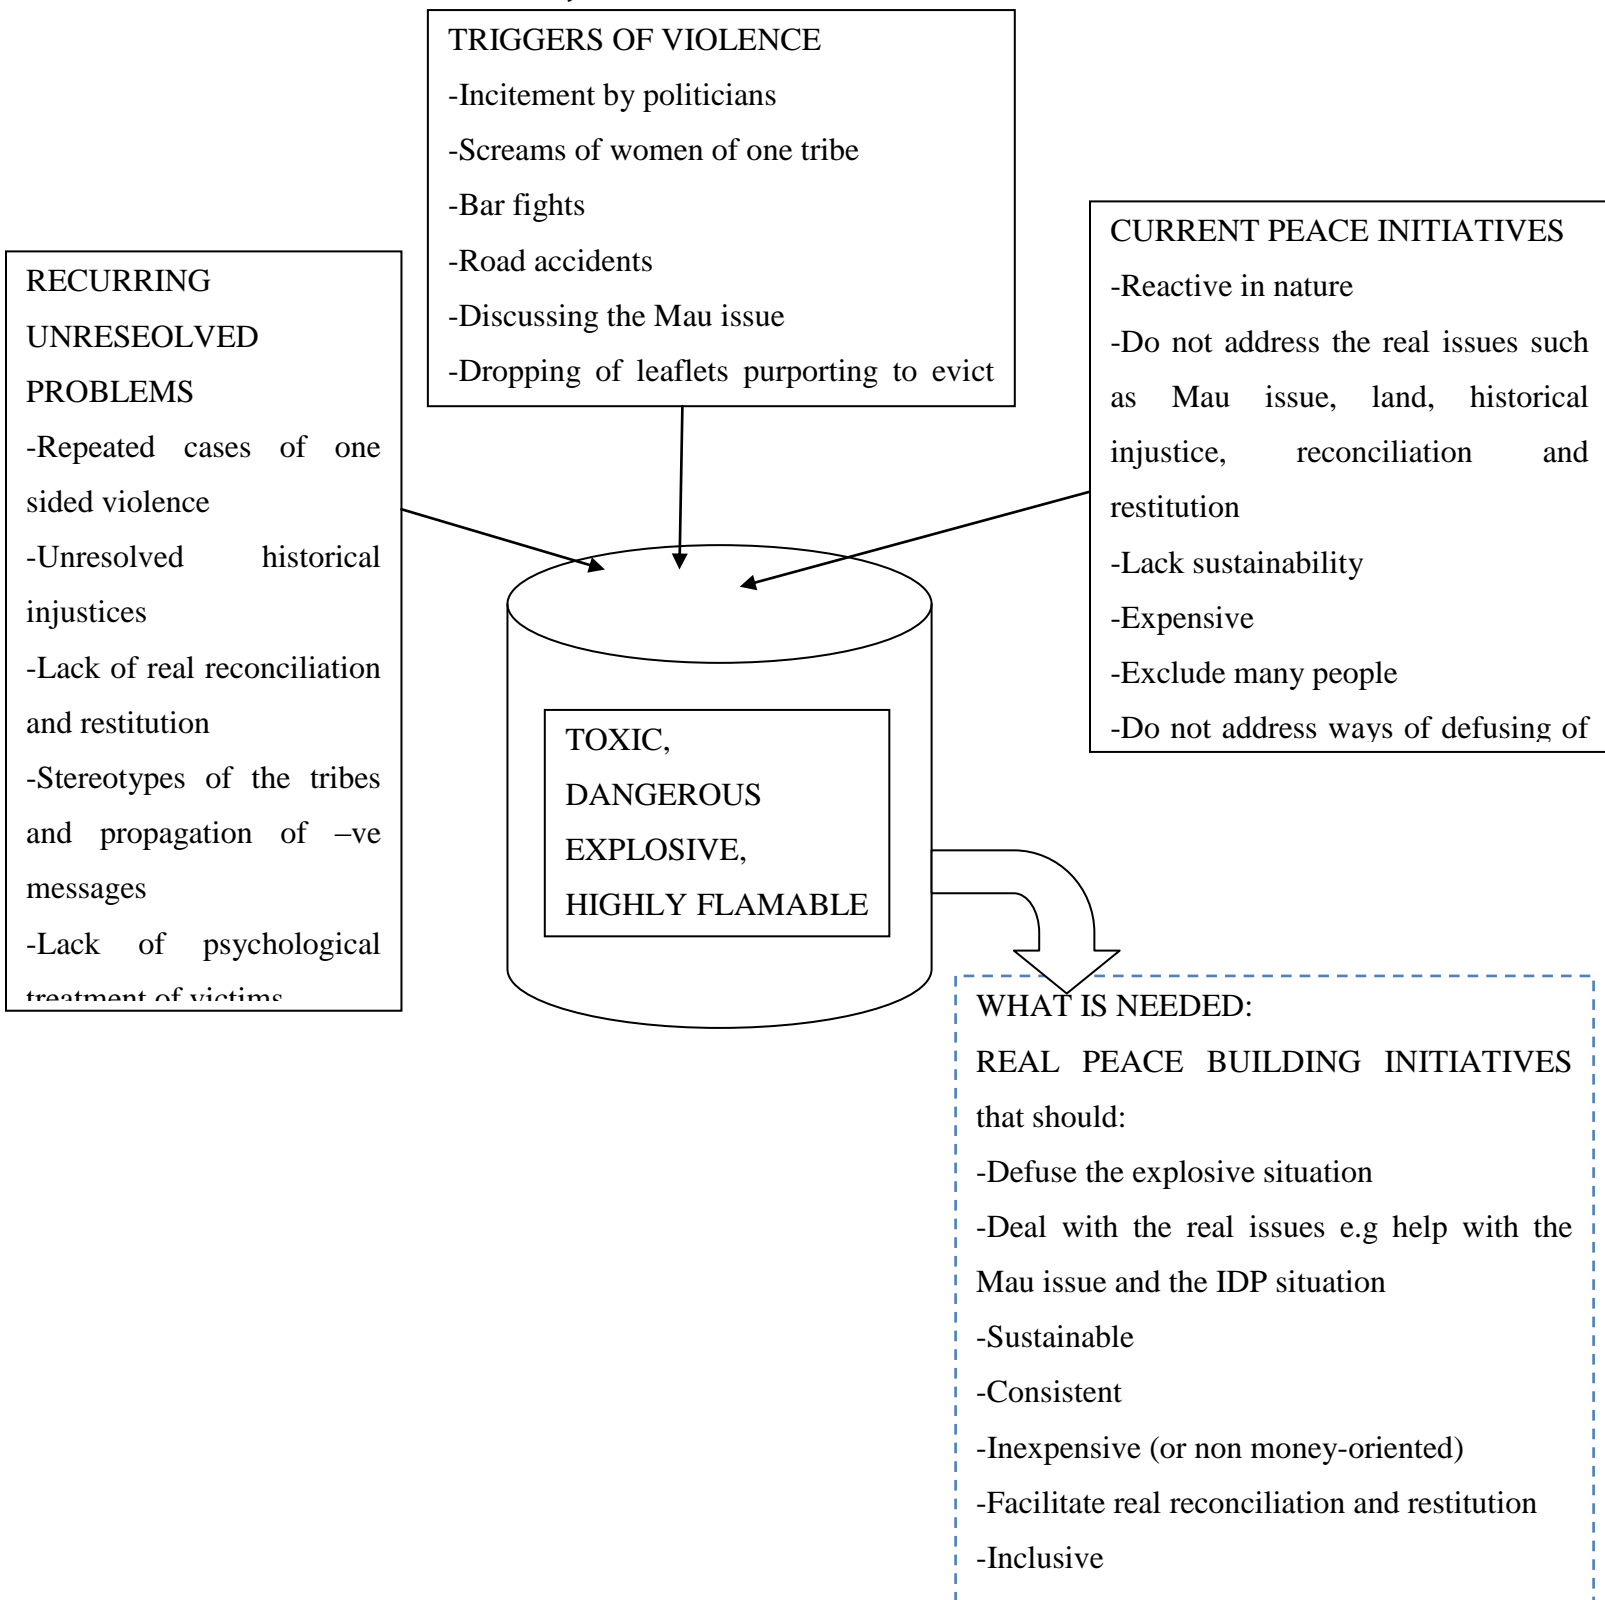 TRIGGERS OF VIOLENCE
-Incitement by politicians
-Screams of women of one tribe
-Bar fights
-Road accidents
-Discussing the Mau issue
-Dropping of leaflets purporting to evict
RECURRING
UNRESEOLVED
PROBLEMS
-Repeated cases of one
sided violence
-Unresolved historical
injustices
-Lack of real reconciliation
and restitution
-Stereotypes of the tribes
and propagation of –ve
messages
-Lack of psychological
treatment of victims
CURRENT PEACE INITIATIVES
-Reactive in nature
-Do not address the real issues such
as Mau issue, land, historical
injustice, reconciliation and
restitution
-Lack sustainability
-Expensive
-Exclude many people
-Do not address ways of defusing of
TOXIC,
DANGEROUS
EXPLOSIVE,
HIGHLY FLAMABLE
WHAT IS NEEDED:
REAL PEACE BUILDING INITIATIVES
that should:
-Defuse the explosive situation
-Deal with the real issues e.g help with the
Mau issue and the IDP situation
-Sustainable
-Consistent
-Inexpensive (or non money-oriented)
-Facilitate real reconciliation and restitution
-Inclusive